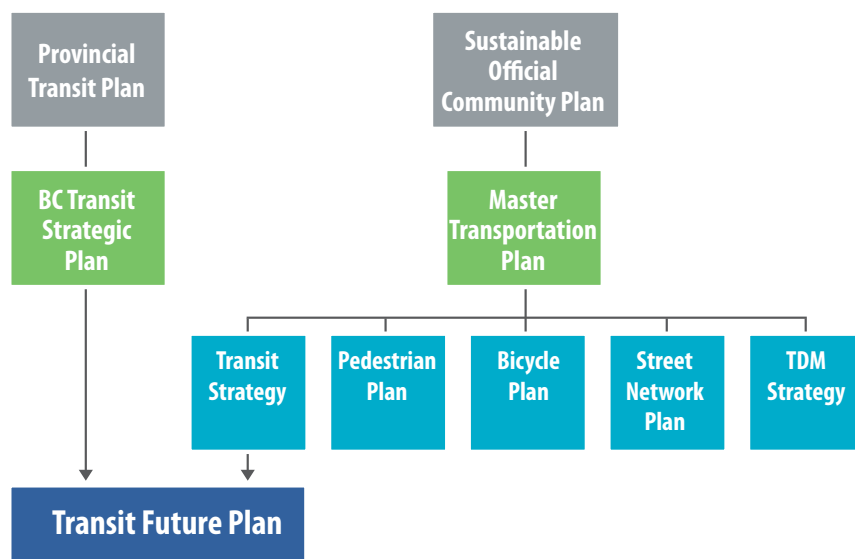 Provincial
Transit Plan
Sustainable
Official
Community Plan
BC Transit
Strategic
Plan
Master
Transportation
Plan
Transit
Strategy
Pedestrian
Plan
Bicycle
Plan
Street
Network
Plan
TDM
Strategy
Transit Future Plan